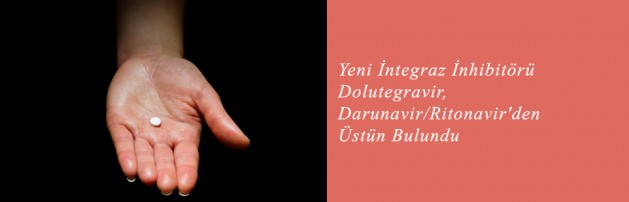 Yeni İntegraz İnhibitörü
Dolutegravir,
Darunavir/Ritonavir'den
Üstün Bulundu